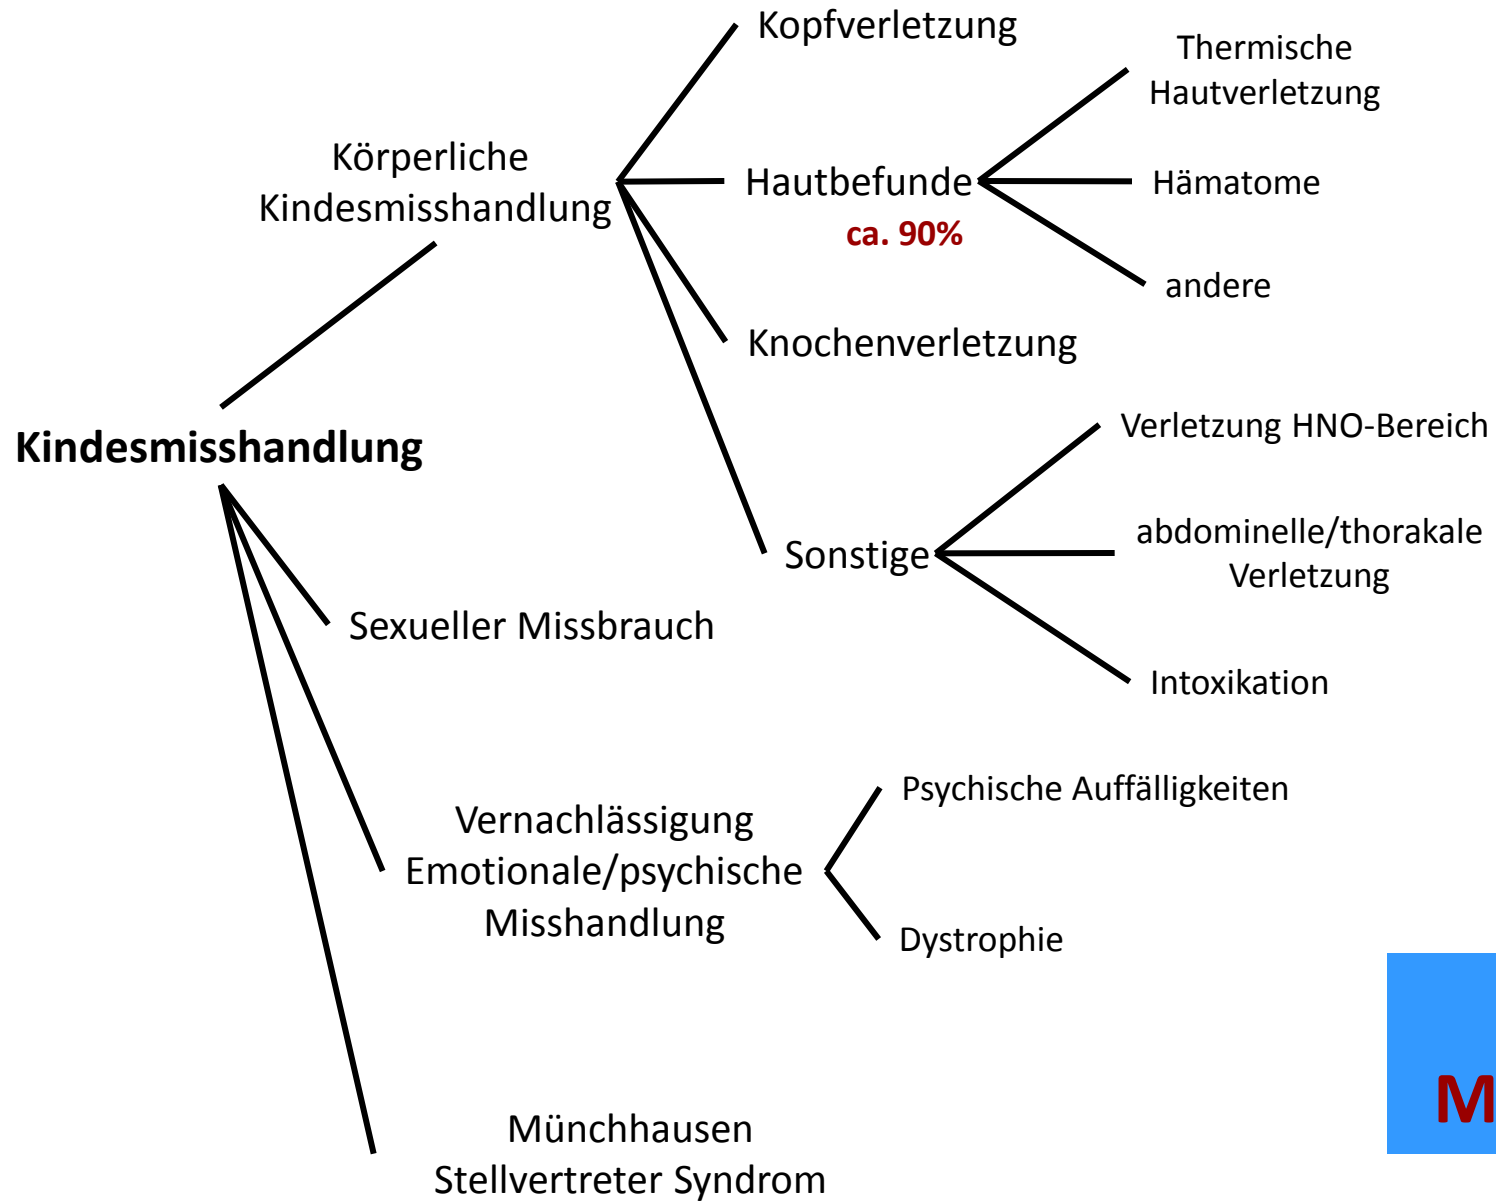 Kopfverletzung
Thermische
Hautverletzung
Körperliche
Kindesmisshandlung
Hautbefunde
ca. 90%
Hämatome
andere
Knochenverletzung
Kindesmisshandlung
Verletzung HNO-Bereich
Sonstige
abdominelle/thorakale
Verletzung
Intoxikation
Sexueller Missbrauch
Vernachlässigung
Emotionale/psychische
Misshandlung
Psychische Auffälligkeiten
Dystrophie
Münchhausen
Stellvertreter Syndrom
M